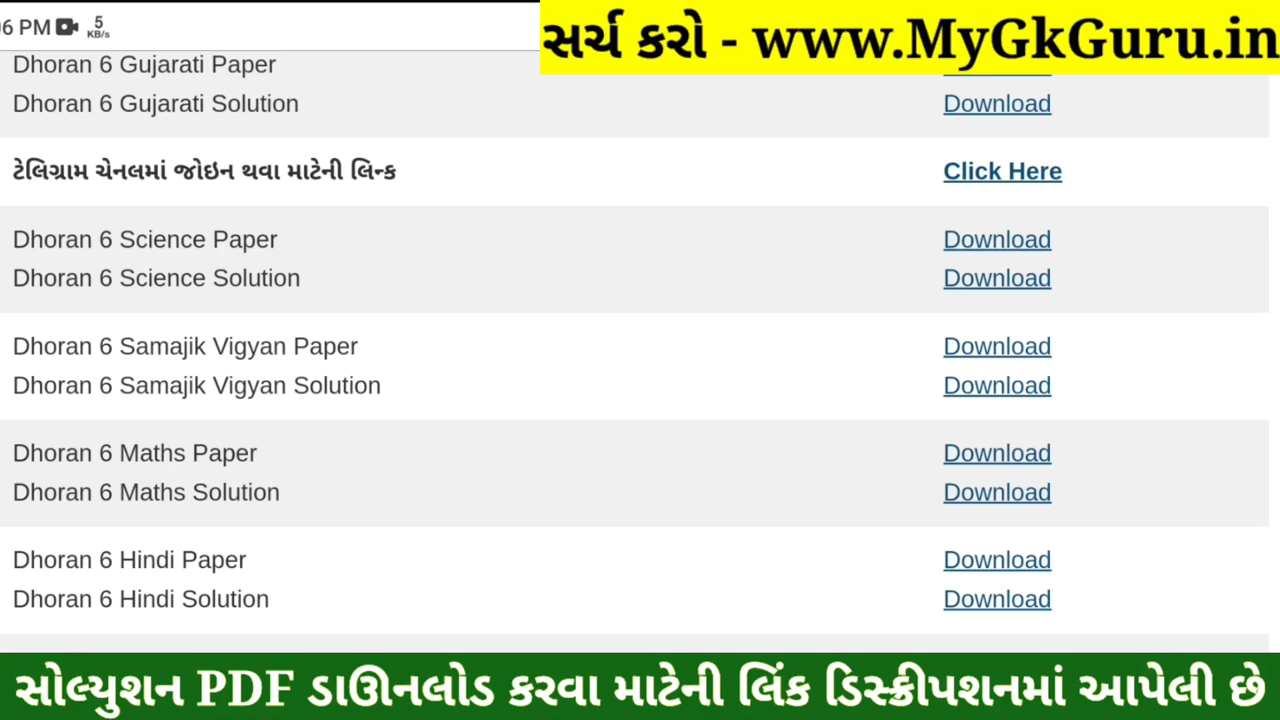 06 PM 5 KB/s
સર્ચ કરો - www.MyGkGuru.in
Dhoran 6 Gujarati Paper
Dhoran 6 Gujarati Solution Download
ટેલિગ્રામ ચેનલમાં જોઇન થવા માટેની લિન્ક Click Here
Dhoran 6 Science Paper Download
Dhoran 6 Science Solution Download
Dhoran 6 Samajik Vigyan Paper Download
Dhoran 6 Samajik Vigyan Solution Download
Dhoran 6 Maths Paper Download
Dhoran 6 Maths Solution Download
Dhoran 6 Hindi Paper Download
Dhoran 6 Hindi Solution Download
સોલ્યુશન PDF ડાઊનલોડ કરવા માટેની લિંક ડિસ્ક્રીપશનમાં આપેલી છે